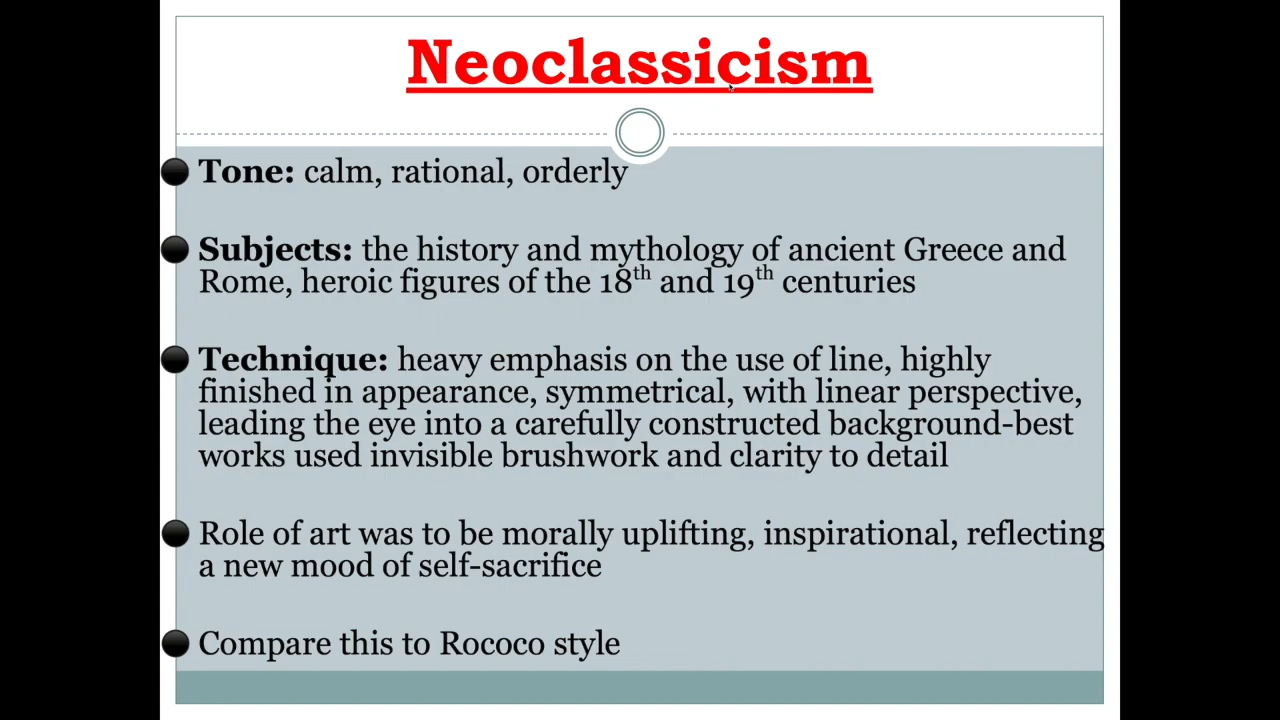 Neoclassicism
Tone: calm, rational, orderly
Subjects: the history and mythology of ancient Greece and
Rome, heroic figures of the 18th and 19th centuries
Technique: heavy emphasis on the use of line, highly
finished in appearance, symmetrical, with linear perspective,
leading the eye into a carefully constructed background-best
works used invisible brushwork and clarity to detail
Role of art was to be morally uplifting, inspirational, reflecting
a new mood of self-sacrifice
Compare this to Rococo style